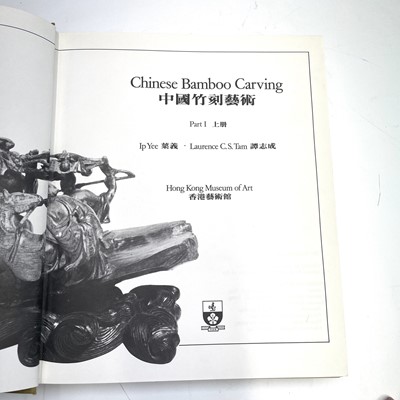 Chinese Bamboo Carving
中國竹刻藝術
Part I 上册
Ip Yee 葉義 · Laurence C.S. Tam 譚志成
Hong Kong Museum of Art
香港藝術館